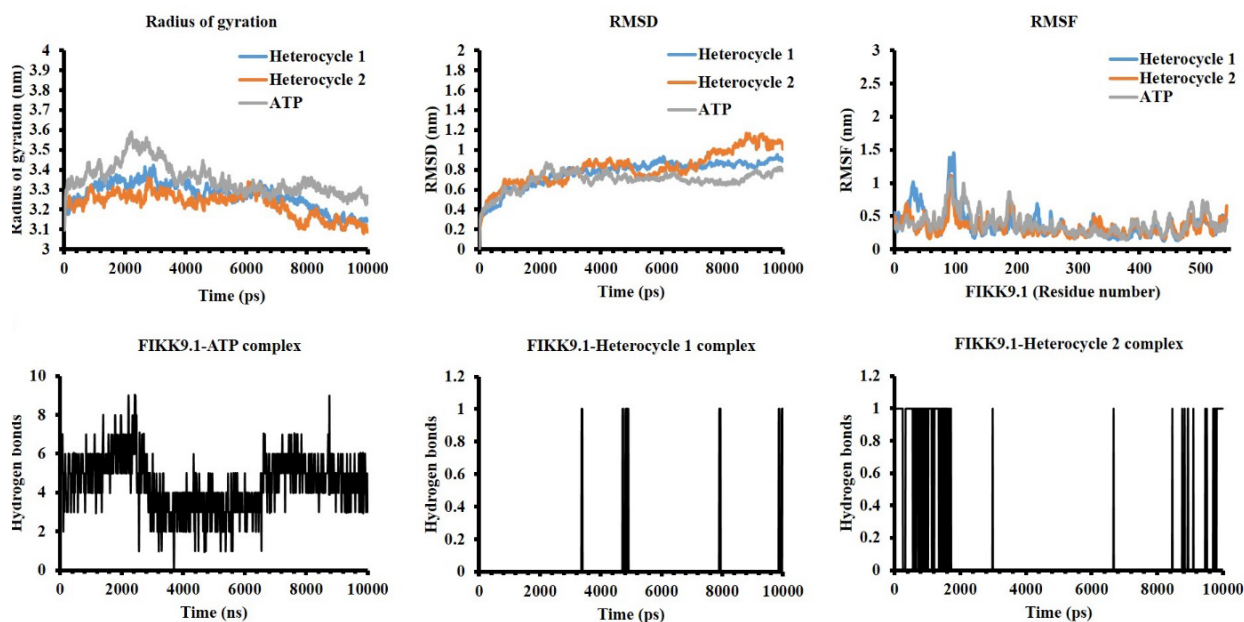 Radius of gyration
4
3.9
3.8
3.7
3.6
3.5
3.4
3.3
3.2
3.1
3
Radius of gyration (nm)
Heterocycle 1
Heterocycle 2
ATP
0 2000 4000 6000 8000 10000
Time (ps)
RMSD
2
1.8
1.6
1.4
1.2
1
0.8
0.6
0.4
0.2
0
RMSD (nm)
Heterocycle 1
Heterocycle 2
ATP
0 2000 4000 6000 8000 10000
Time (ps)
RMSF
3
2.5
2
1.5
1
0.5
0
RMSF (nm)
Heterocycle 1
Heterocycle 2
ATP
0 100 200 300 400 500
FIKK9.1 (Residue number)
FIKK9.1-ATP complex
10
8
6
4
2
0
Hydrogen bonds
0 2000 4000 6000 8000 10000
Time (ns)
FIKK9.1-Heterocycle 1 complex
1.2
1
0.8
0.6
0.4
0.2
0
Hydrogen bonds
0 2000 4000 6000 8000 10000
Time (ps)
FIKK9.1-Heterocycle 2 complex
1.2
1
0.8
0.6
0.4
0.2
0
Hydrogen bonds
0 2000 4000 6000 8000 10000
Time (ps)